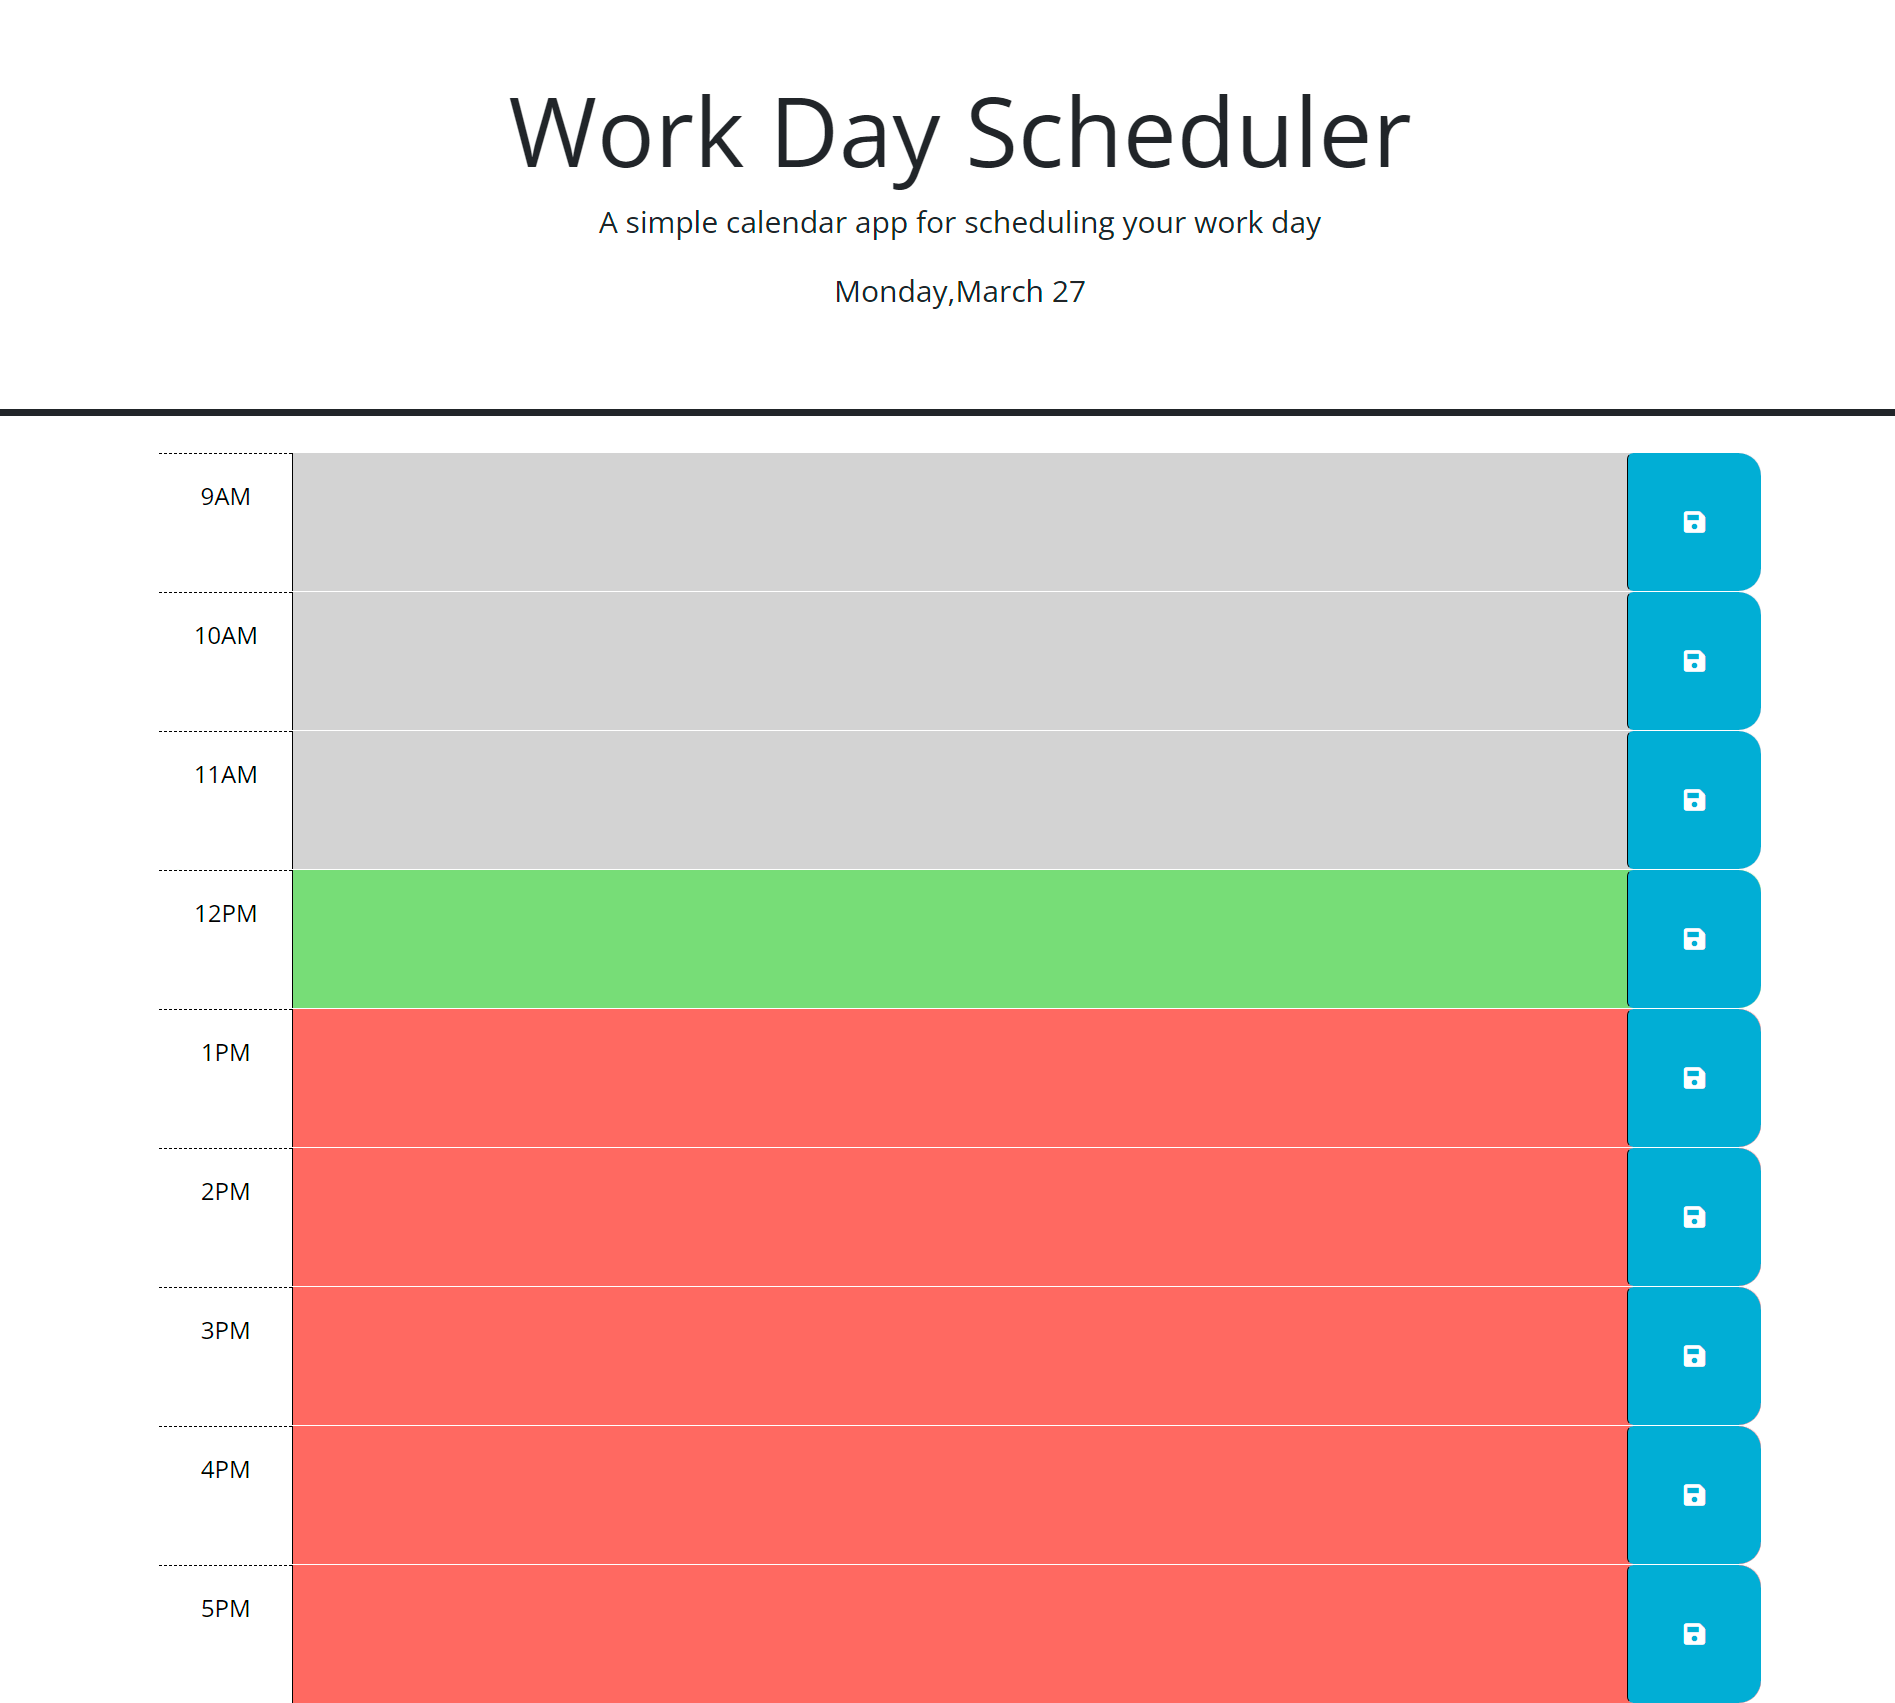 Work Day Scheduler
A simple calendar app for scheduling your work day
Monday,March 27
9AM
10AM
11AM
12PM
1PM
2PM
3PM
4PM
5PM